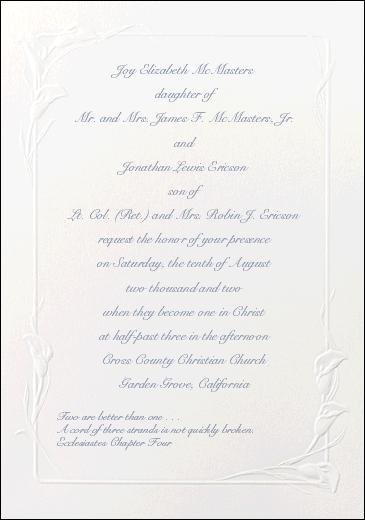 Joy Elizabeth McMasters
daughter of
Mr. and Mrs. James F. McMasters, Jr.
and
Jonathan Lewis Ericson
son of
Lt. Col. (Ret.) and Mrs. Robin J. Ericson
request the honor of your presence
on Saturday, the tenth of August
two thousand and two
when they become one in Christ
at half-past three in the afternoon
Cross County Christian Church
Garden Grove, California
Two are better than one . . .
A cord of three strands is not quickly broken.
Ecclesiastes Chapter Four